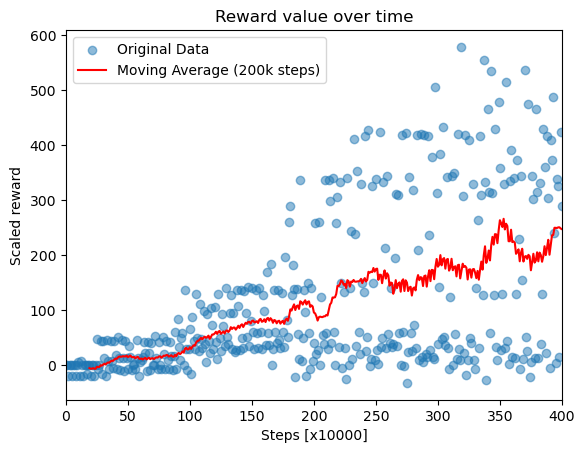 Reward value over time
Original Data
Moving Average (200k steps)
Scaled reward
600
500
400
300
200
100
0
0 50 100 150 200 250 300 350 400
Steps [x10000]